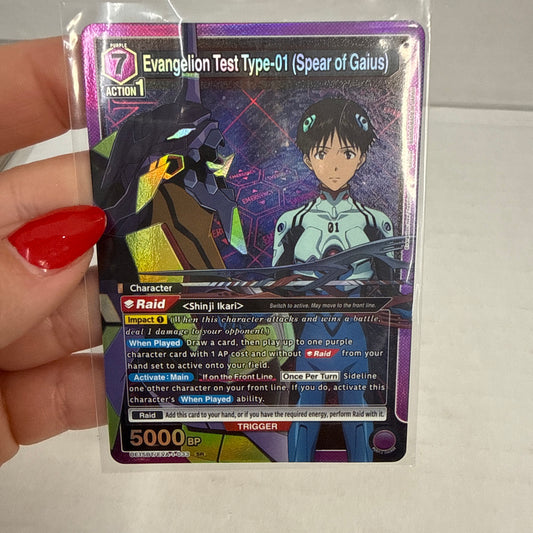 PURPLE
7 Evangelion Test Type-01 (Spear of Gaius)
ACTION 1
EMERGENCY
01
Character
Raid <Shinji Ikari> Switch to active. May move to the front line.
Impact 1 (When this character attacks and wins a battle,
deal 1 damage to your opponent.)
When Played Draw a card, then play up to one purple
character card with 1 AP cost and without Raid from your
hand set to active onto your field.
Activate: Main If on the Front Line Once Per Turn Sideline
one other character on your front line. If you do, activate this
character's When Played ability.
Raid Add this card to your hand, or if you have the required energy, perform Raid with it.
TRIGGER
5000 BP
SR